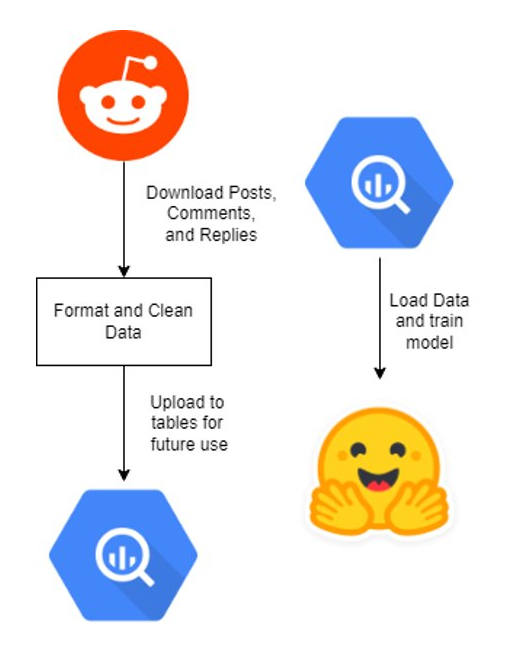 Download Posts,
Comments,
and Replies
Format and Clean
Data
Upload to
tables for
future use
Load Data
and train
model